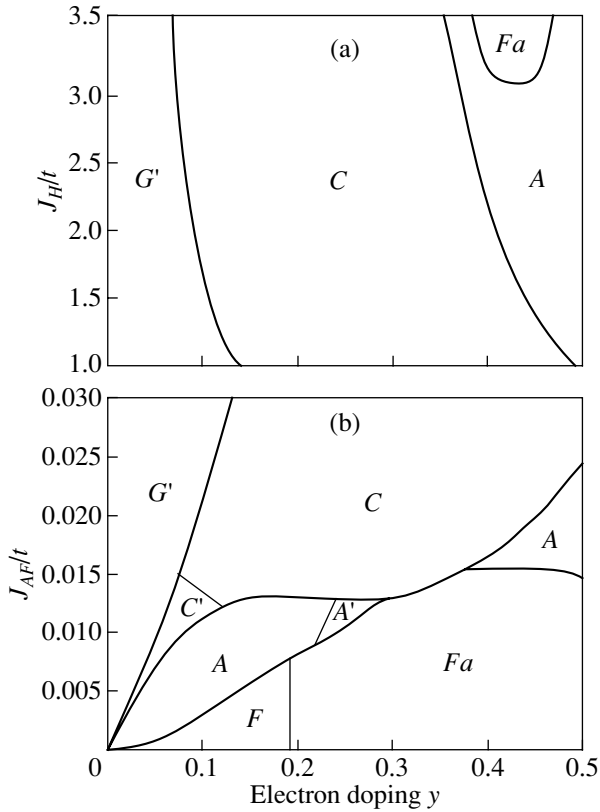 3.5
(a)
Fa
3.0
J_H/t
2.5
G'
C
A
2.0
1.5
1.0
0.030
(b)
0.025
G'
C
0.020
A
J_AF/t
0.015
C'
A'
0.010
A
Fa
0.005
F
0
0.1
0.2
0.3
0.4
0.5
Electron doping y